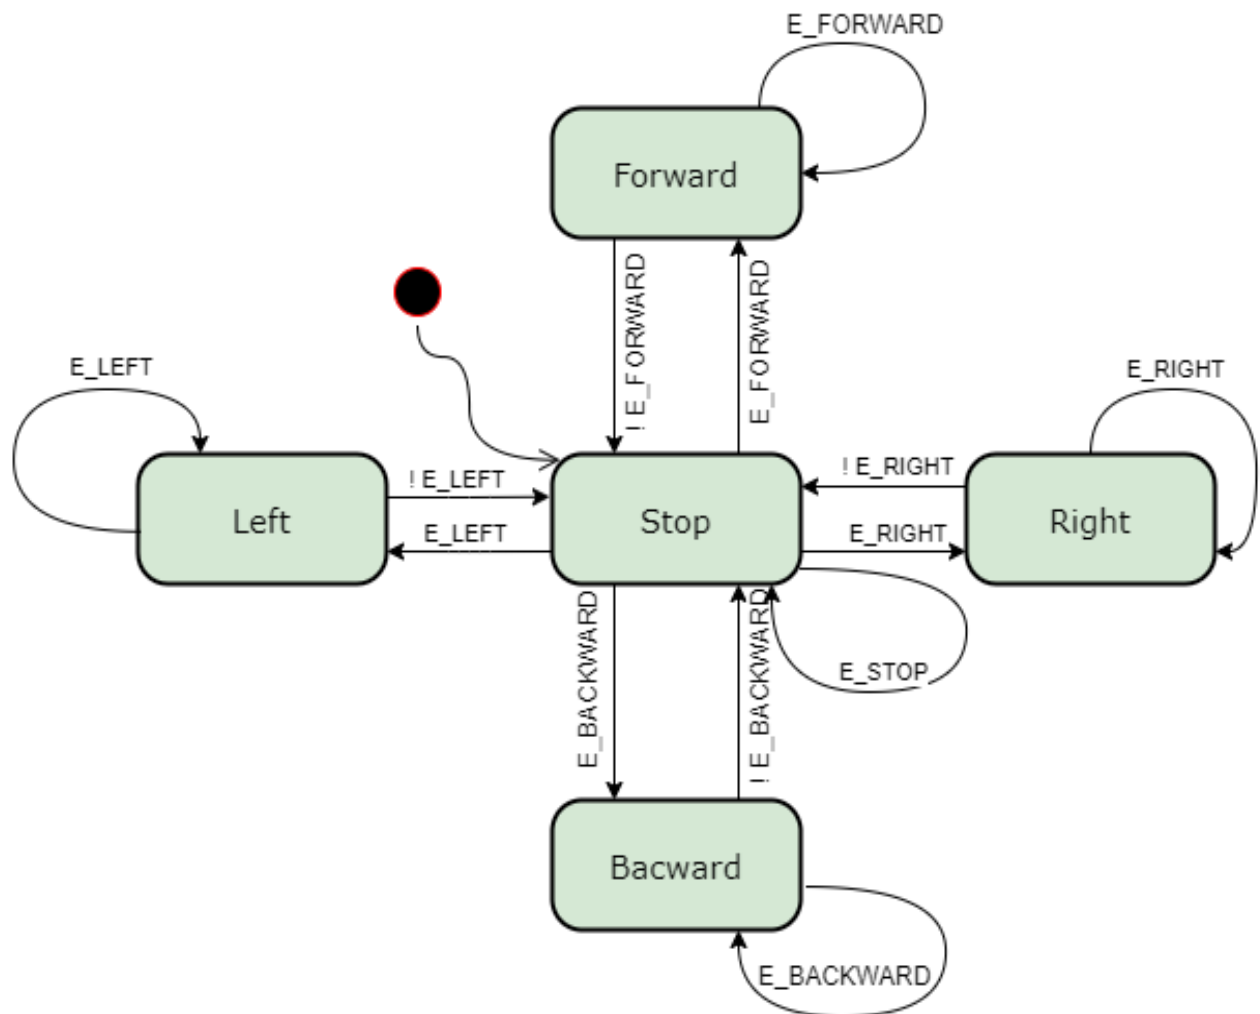 E_FORWARD
Forward
! E_FORWARD
E_FORWARD
E_LEFT
E_RIGHT
! E_LEFT
! E_RIGHT
Left
Stop
Right
E_LEFT
E_RIGHT
E_BACKWARD
! E_BACKWARD
E_STOP
Bacward
E_BACKWARD